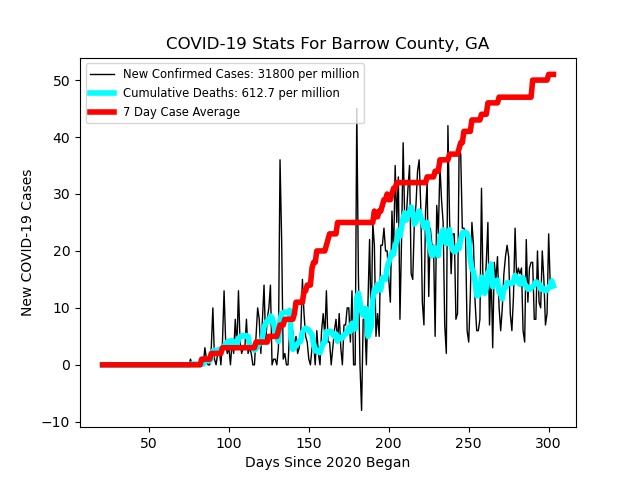 COVID-19 Stats For Barrow County, GA
New Confirmed Cases: 31800 per million
Cumulative Deaths: 612.7 per million
7 Day Case Average
New COVID-19 Cases
50
40
30
20
10
0
−10
50
100
150
200
250
300
Days Since 2020 Began